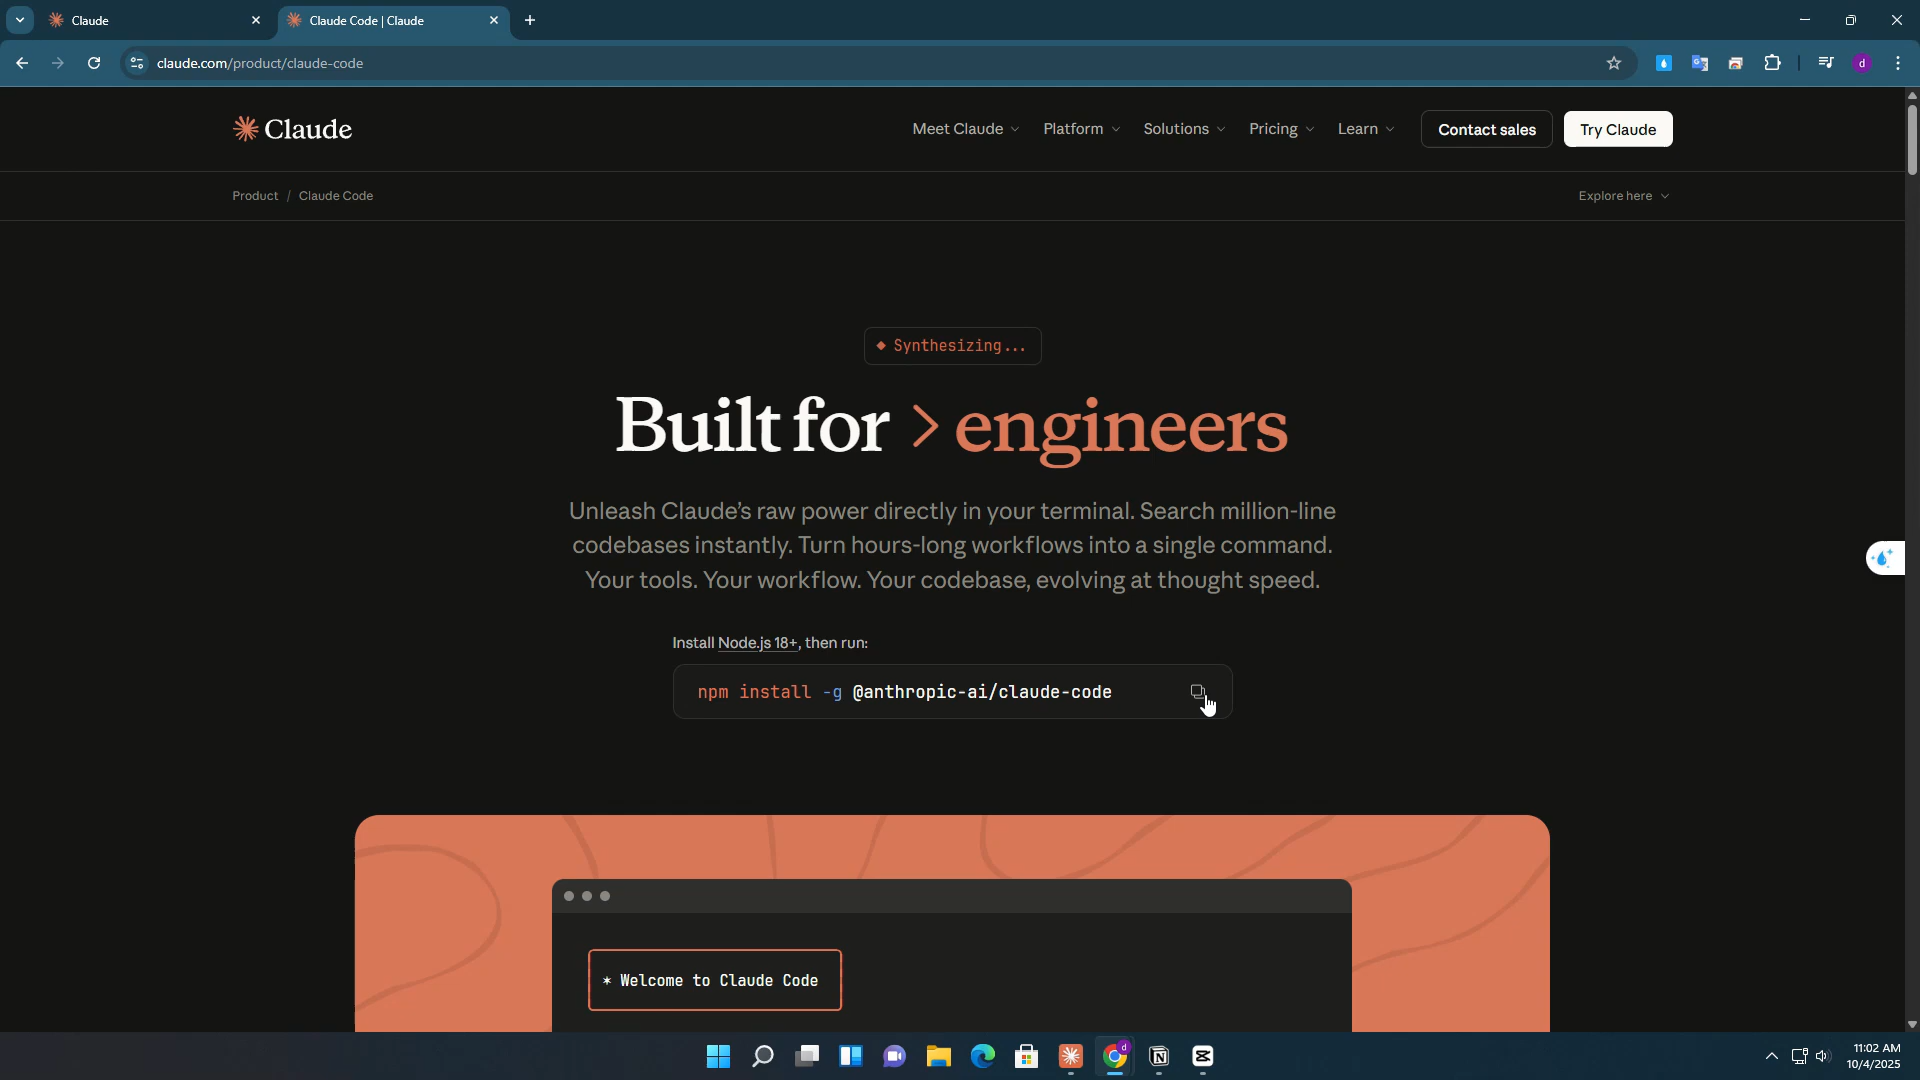 Claude
Claude Code | Claude
claude.com/product/claude-code
d
Claude
Meet Claude
Platform
Solutions
Pricing
Learn
Contact sales
Try Claude
Product / Claude Code
Explore here
Synthesizing...
Built for > engineers
Unleash Claude's raw power directly in your terminal. Search million-line
codebases instantly. Turn hours-long workflows into a single command.
Your tools. Your workflow. Your codebase, evolving at thought speed.
Install Node.js 18+, then run:
npm install -g @anthropic-ai/claude-code
* Welcome to Claude Code
d
11:02 AM
10/4/2025